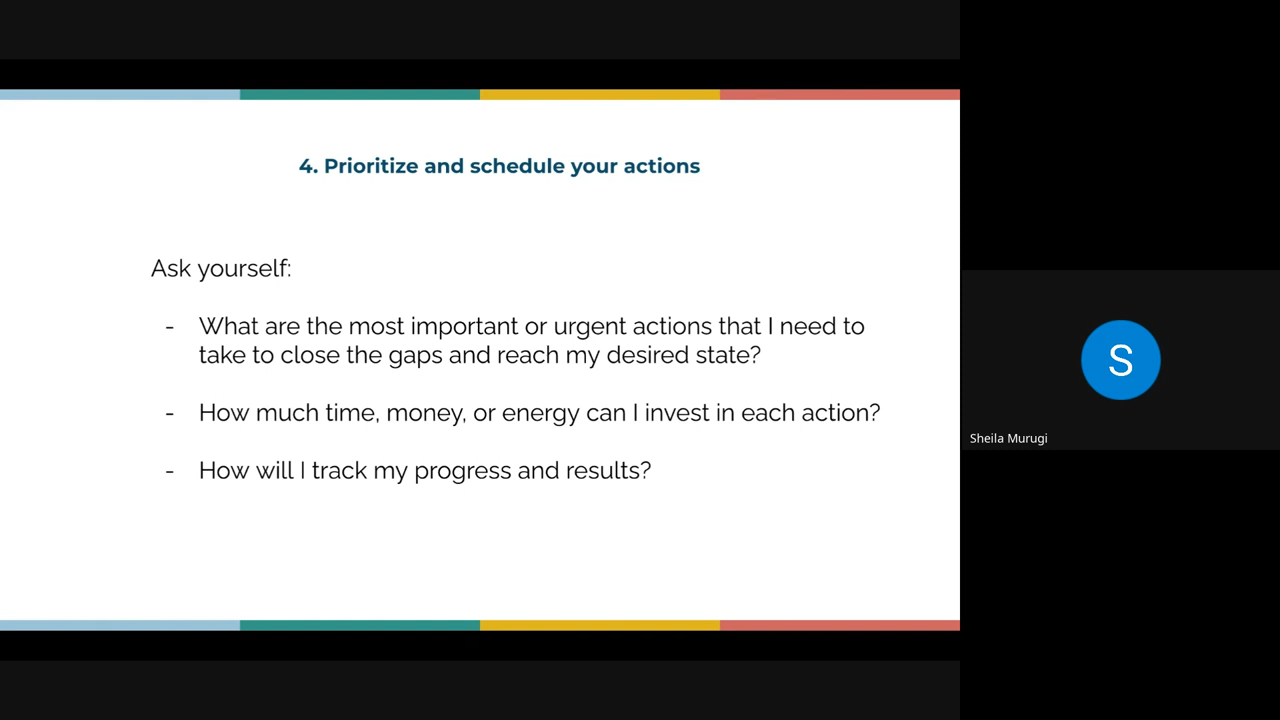 4. Prioritize and schedule your actions
Ask yourself:
- What are the most important or urgent actions that I need to
take to close the gaps and reach my desired state?
- How much time, money, or energy can I invest in each action?
- How will I track my progress and results?
S
Sheila Murugi